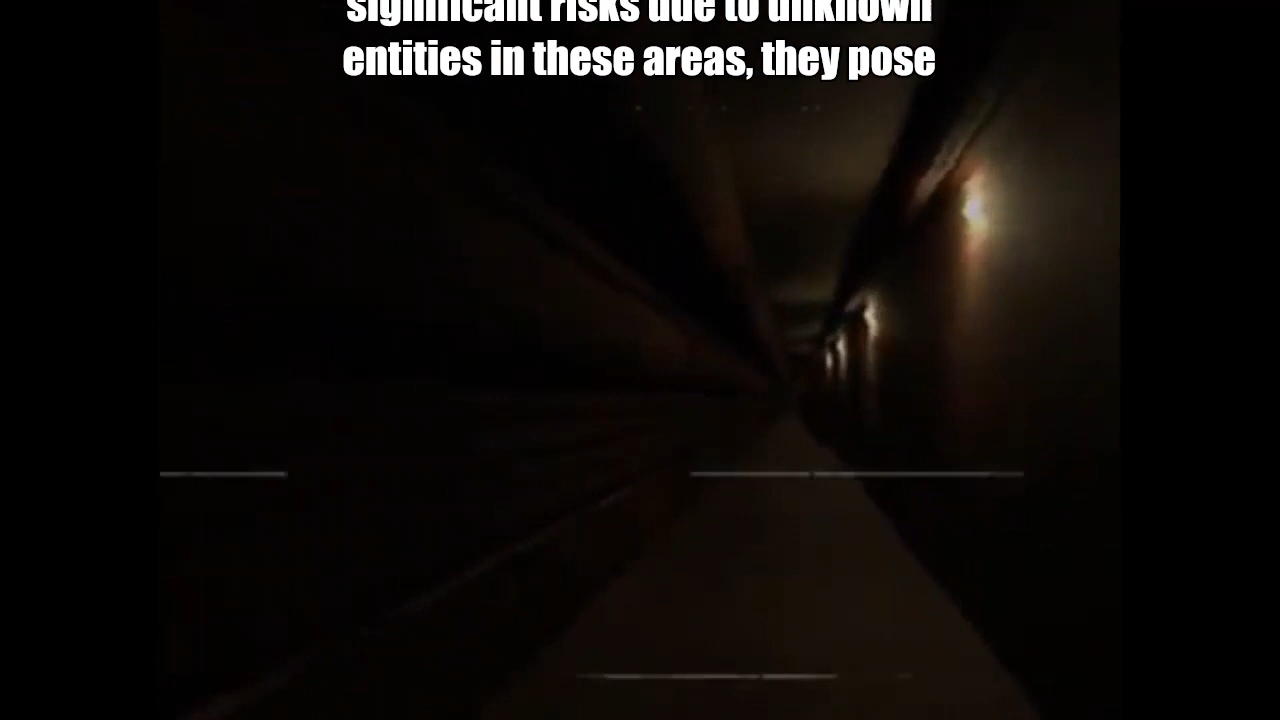 significant risks due to unknown
entities in these areas, they pose